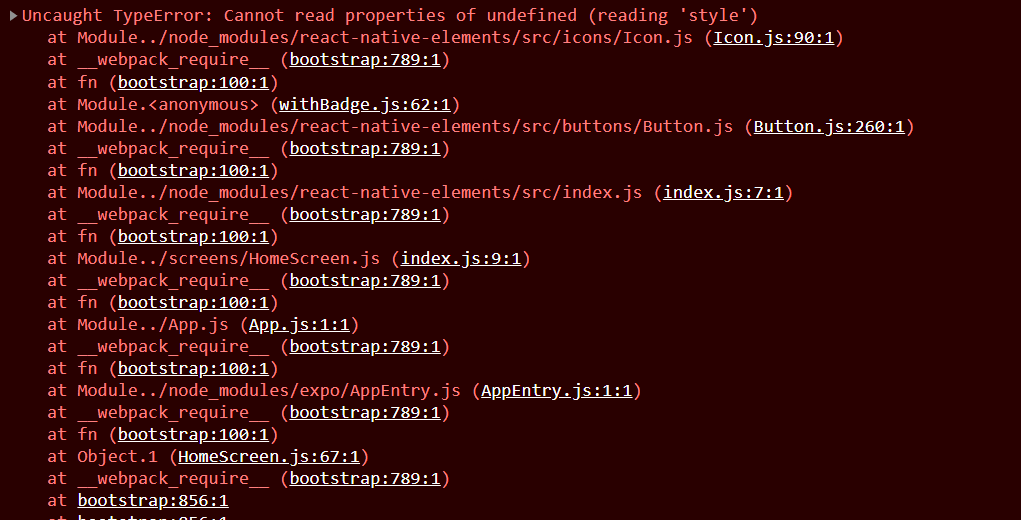 Uncaught TypeError: Cannot read properties of undefined (reading 'style')
at Module../node_modules/react-native-elements/src/icons/Icon.js (Icon.js:90:1)
at __webpack_require__ (bootstrap:789:1)
at fn (bootstrap:100:1)
at Module.<anonymous> (withBadge.js:62:1)
at Module../node_modules/react-native-elements/src/buttons/Button.js (Button.js:260:1)
at __webpack_require__ (bootstrap:789:1)
at fn (bootstrap:100:1)
at Module../node_modules/react-native-elements/src/index.js (index.js:7:1)
at __webpack_require__ (bootstrap:789:1)
at fn (bootstrap:100:1)
at Module../screens/HomeScreen.js (index.js:9:1)
at __webpack_require__ (bootstrap:789:1)
at fn (bootstrap:100:1)
at Module../App.js (App.js:1:1)
at __webpack_require__ (bootstrap:789:1)
at fn (bootstrap:100:1)
at Module../node_modules/expo/AppEntry.js (AppEntry.js:1:1)
at __webpack_require__ (bootstrap:789:1)
at fn (bootstrap:100:1)
at Object.1 (HomeScreen.js:67:1)
at __webpack_require__ (bootstrap:789:1)
at bootstrap:856:1
at bootstrap:856:1